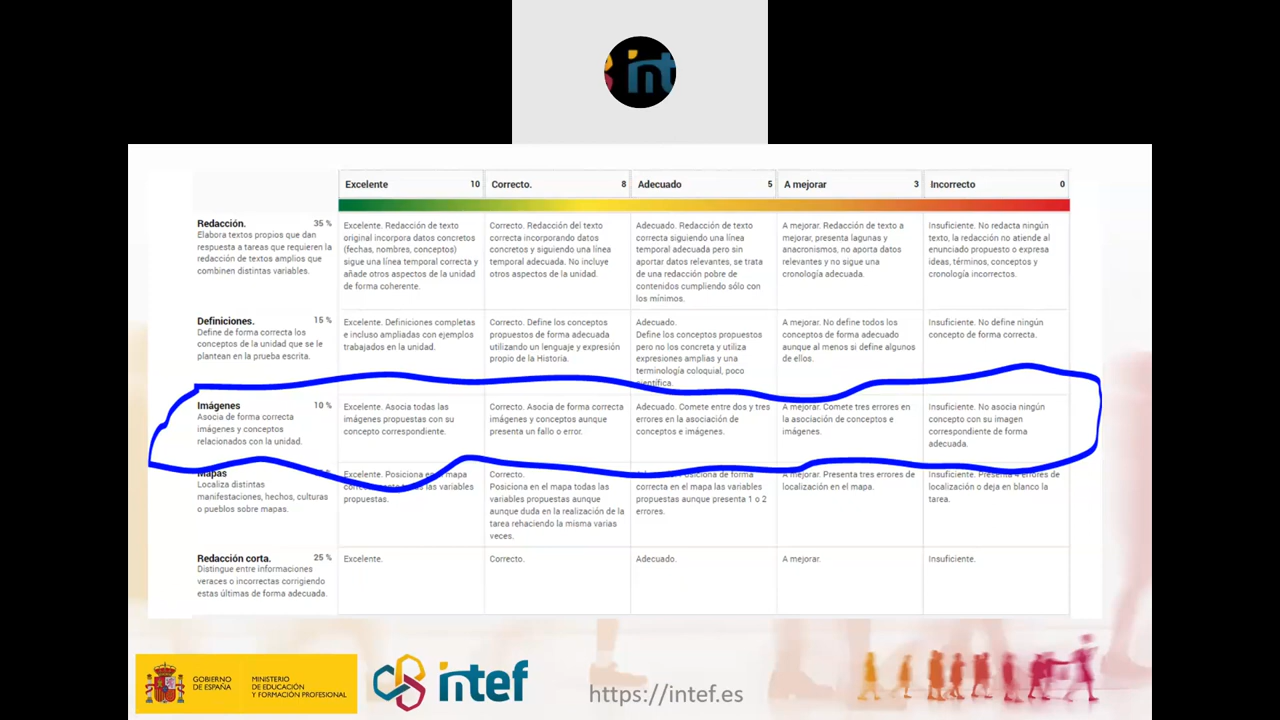 int
Excelente 10 Correcto. 8 Adecuado 5 A mejorar 3 Incorrecto 0
Redacción. 35 %
Elabora textos propios que dan
respuesta a tareas que requieren la
redacción de textos amplios que
combinen distintas variables.
Excelente. Redacción de texto
original incorpora datos concretos
(fechas, nombres, conceptos)
sigue una línea temporal correcta y
añade otros aspectos de la unidad
de forma coherente.
Correcto. Redacción del texto
correcta incorporando datos
concretos y siguiendo una línea
temporal adecuada. No incluye
otros aspectos de la unidad.
Adecuado. Redacción de texto
correcta siguiendo una línea
temporal adecuada pero sin
aportar datos relevantes, se trata
de una redacción pobre de
contenidos cumpliendo sólo con
los mínimos.
A mejorar. Redacción de texto a
mejorar, presenta lagunas y
anacronismos, no aporta datos
relevantes y no sigue una
cronología adecuada.
Insuficiente. No redacta ningún
texto, la redacción no atiende al
enunciado propuesto o expresa
ideas, términos, conceptos y
cronología incorrectos.
Definiciones. 15 %
Define de forma correcta los
conceptos de la unidad que se le
plantean en la prueba escrita.
Excelente. Definiciones completas
e incluso ampliadas con ejemplos
trabajados en la unidad.
Correcto. Define los conceptos
propuestos de forma adecuada
utilizando un lenguaje y expresión
propio de la Historia.
Adecuado.
Define los conceptos propuestos
pero no los concreta y utiliza
expresiones amplias y una
terminología coloquial, poco
científica.
A mejorar. No define todos los
conceptos de forma adecuado
aunque al menos si define algunos
de ellos.
Insuficiente. No define ningún
concepto de forma correcta.
Imágenes 10 %
Asocia de forma correcta
imágenes y conceptos
relacionados con la unidad.
Excelente. Asocia todas las
imágenes propuestas con su
concepto correspondiente.
Correcto. Asocia de forma correcta
imágenes y conceptos aunque
presenta un fallo o error.
Adecuado. Comete entre dos y tres
errores en la asociación de
conceptos e imágenes.
A mejorar. Comete tres errores en
la asociación de conceptos e
imágenes.
Insuficiente. No asocia ningún
concepto con su imagen
correspondiente de forma
adecuada.
Mapas
Localiza distintas
manifestaciones, hechos, culturas
o pueblos sobre mapas.
Excelente. Posiciona en mapa
las variables
propuestas.
Correcto.
Posiciona en el mapa todas las
variables propuestas aunque
aunque duda en la realización de la
tarea rehaciendo la misma varias
veces.
Posiciona de forma
correcta en el mapa las variables
propuestas aunque presenta 1 o 2
errores.
A mejorar. Presenta tres errores de
localización en el mapa.
Insuficiente. Presenta 4 errores de
localización o deja en blanco la
tarea.
Redacción corta. 25 %
Distingue entre informaciones
veraces o incorrectas corrigiendo
estas últimas de forma adecuada.
Excelente.
Correcto.
Adecuado.
A mejorar.
Insuficiente.
GOBIERNO
DE ESPAÑA
MINISTERIO
DE EDUCACIÓN
Y FORMACIÓN PROFESIONAL
intef
https://intef.es